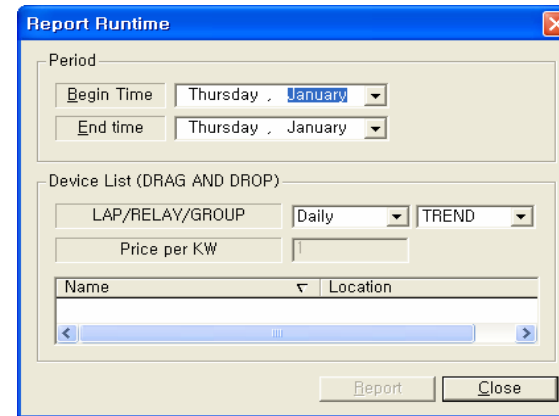 Report Runtime
Period
Begin Time Thursday , January
End time Thursday , January
Device List (DRAG AND DROP)
LAP/RELAY/GROUP Daily TREND
Price per KW 1
Name Location
Report Close